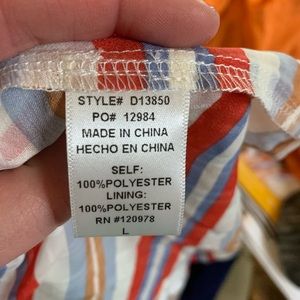 STYLE# D13850
PO# 12984
MADE IN CHINA
HECHO EN CHINA
SELF:
100%POLYESTER
LINING:
100%POLYESTER
RN #120978
L